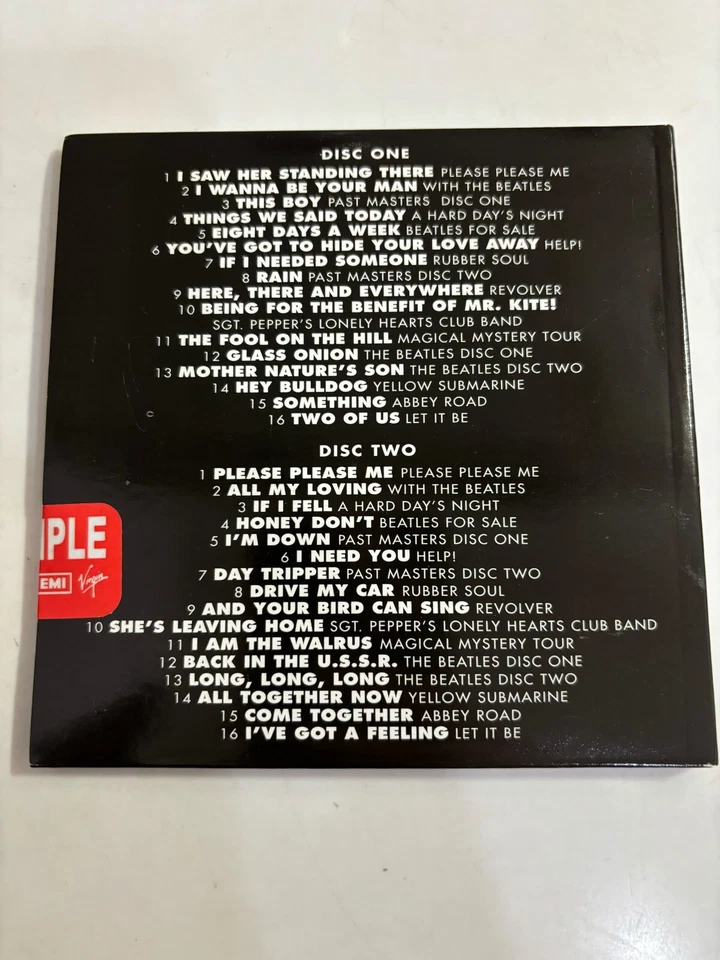 DISC ONE
1 I SAW HER STANDING THERE PLEASE PLEASE ME
2 I WANNA BE YOUR MAN WITH THE BEATLES
3 THIS BOY PAST MASTERS DISC ONE
4 THINGS WE SAID TODAY A HARD DAY'S NIGHT
5 EIGHT DAYS A WEEK BEATLES FOR SALE
6 YOU'VE GOT TO HIDE YOUR LOVE AWAY HELP!
7 IF I NEEDED SOMEONE RUBBER SOUL
8 RAIN PAST MASTERS DISC TWO
9 HERE, THERE AND EVERYWHERE REVOLVER
10 BEING FOR THE BENEFIT OF MR. KITE!
SGT. PEPPER'S LONELY HEARTS CLUB BAND
11 THE FOOL ON THE HILL MAGICAL MYSTERY TOUR
12 GLASS ONION THE BEATLES DISC ONE
13 MOTHER NATURE'S SON THE BEATLES DISC TWO
14 HEY BULLDOG YELLOW SUBMARINE
15 SOMETHING ABBEY ROAD
16 TWO OF US LET IT BE
DISC TWO
1 PLEASE PLEASE ME PLEASE PLEASE ME
2 ALL MY LOVING WITH THE BEATLES
3 IF I FELL A HARD DAY'S NIGHT
4 HONEY DON'T BEATLES FOR SALE
5 I'M DOWN PAST MASTERS DISC ONE
6 I NEED YOU HELP!
7 DAY TRIPPER PAST MASTERS DISC TWO
8 DRIVE MY CAR RUBBER SOUL
9 AND YOUR BIRD CAN SING REVOLVER
10 SHE'S LEAVING HOME SGT. PEPPER'S LONELY HEARTS CLUB BAND
11 I AM THE WALRUS MAGICAL MYSTERY TOUR
12 BACK IN THE U.S.S.R. THE BEATLES DISC ONE
13 LONG, LONG, LONG THE BEATLES DISC TWO
14 ALL TOGETHER NOW YELLOW SUBMARINE
15 COME TOGETHER ABBEY ROAD
16 I'VE GOT A FEELING LET IT BE
IPLE
EMI Virgin